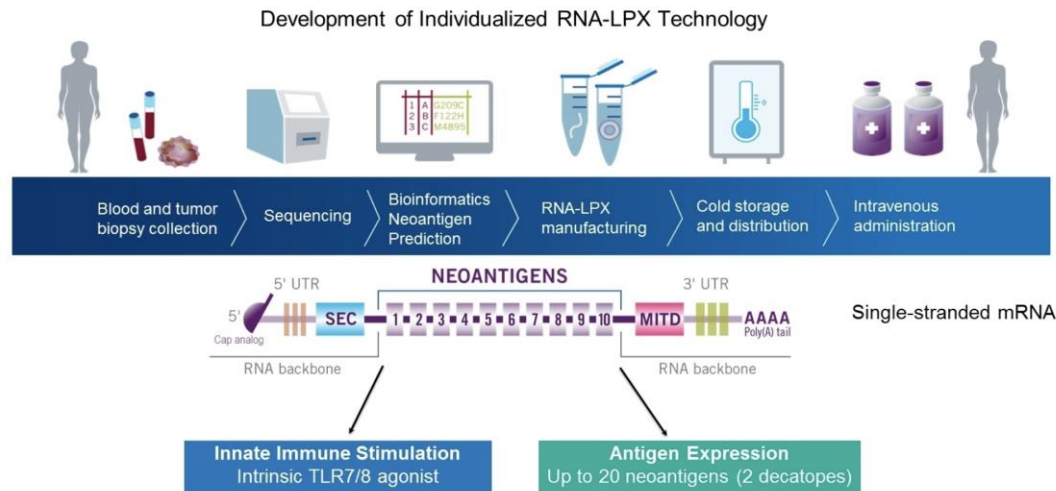 Development of Individualized RNA-LPX Technology
1 A G209C
2 B F122H
3 C M4895
Blood and tumor
biopsy collection
Sequencing
Bioinformatics
Neoantigen
Prediction
RNA-LPX
manufacturing
Cold storage
and distribution
Intravenous
administration
NEOANTIGENS
5' UTR
3' UTR
5'
SEC
1 2 3 4 5 6 7 8 9 10
MITD
AAAA
Cap analog
Poly(A) tail
Single-stranded mRNA
RNA backbone
RNA backbone
Innate Immune Stimulation
Intrinsic TLR7/8 agonist
Antigen Expression
Up to 20 neoantigens (2 decatopes)